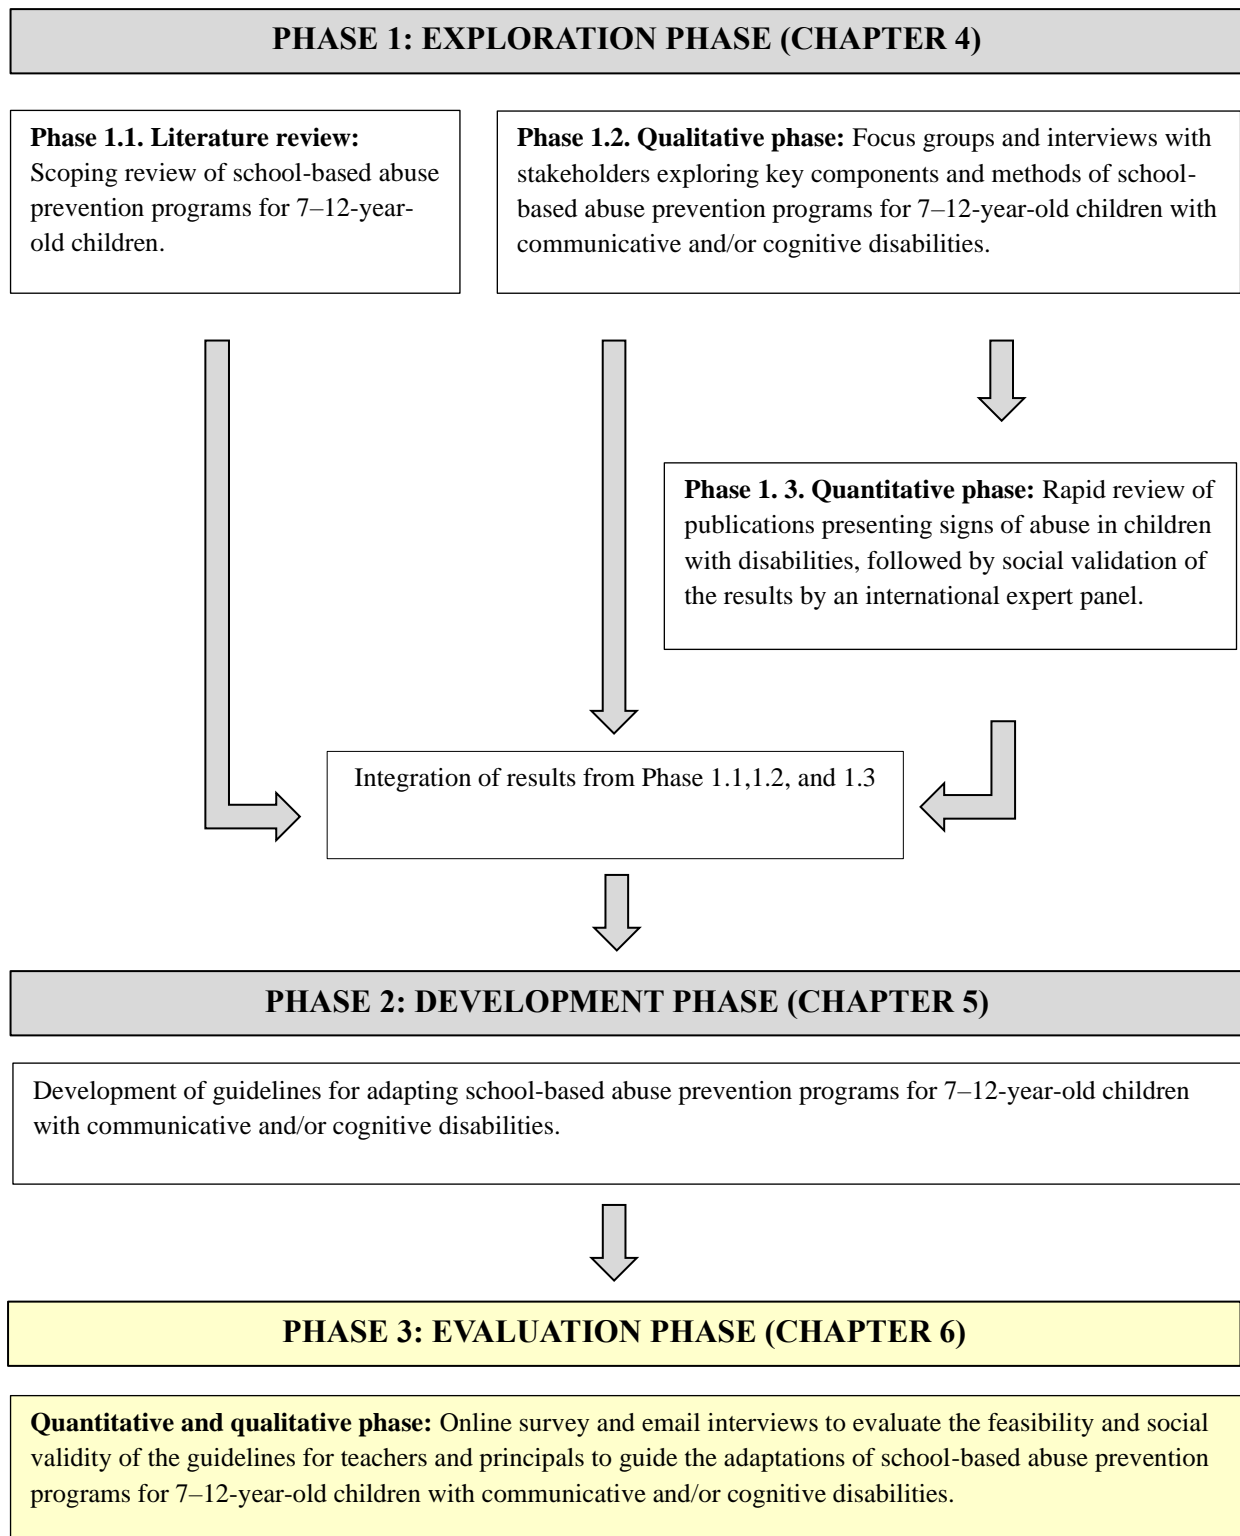 PHASE 1: EXPLORATION PHASE (CHAPTER 4)
Phase 1.1. Literature review:
Scoping review of school-based abuse
prevention programs for 7–12-year-
old children.
Phase 1.2. Qualitative phase: Focus groups and interviews with
stakeholders exploring key components and methods of school-
based abuse prevention programs for 7–12-year-old children with
communicative and/or cognitive disabilities.
Phase 1. 3. Quantitative phase: Rapid review of
publications presenting signs of abuse in children
with disabilities, followed by social validation of
the results by an international expert panel.
Integration of results from Phase 1.1,1.2, and 1.3
PHASE 2: DEVELOPMENT PHASE (CHAPTER 5)
Development of guidelines for adapting school-based abuse prevention programs for 7–12-year-old children
with communicative and/or cognitive disabilities.
PHASE 3: EVALUATION PHASE (CHAPTER 6)
Quantitative and qualitative phase: Online survey and email interviews to evaluate the feasibility and social
validity of the guidelines for teachers and principals to guide the adaptations of school-based abuse prevention
programs for 7–12-year-old children with communicative and/or cognitive disabilities.